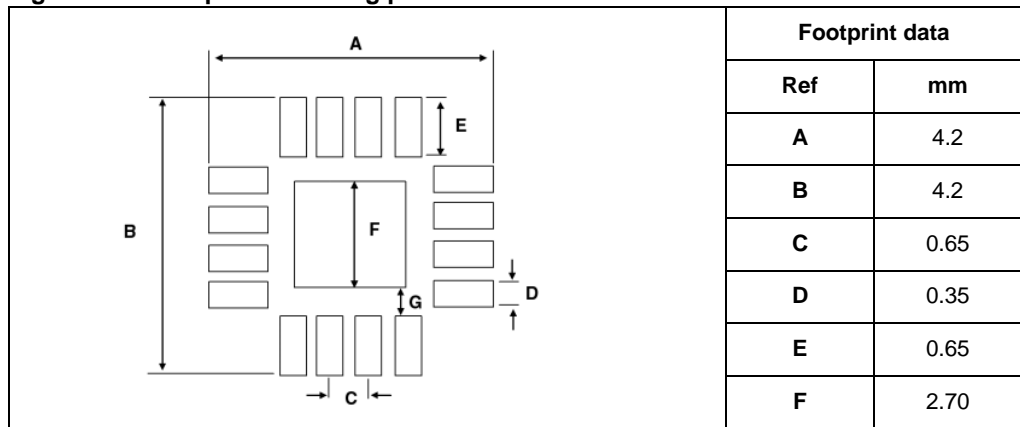 A
E
B
F
D
G
C
Footprint data
Ref mm
A 4.2
B 4.2
C 0.65
D 0.35
E 0.65
F 2.70